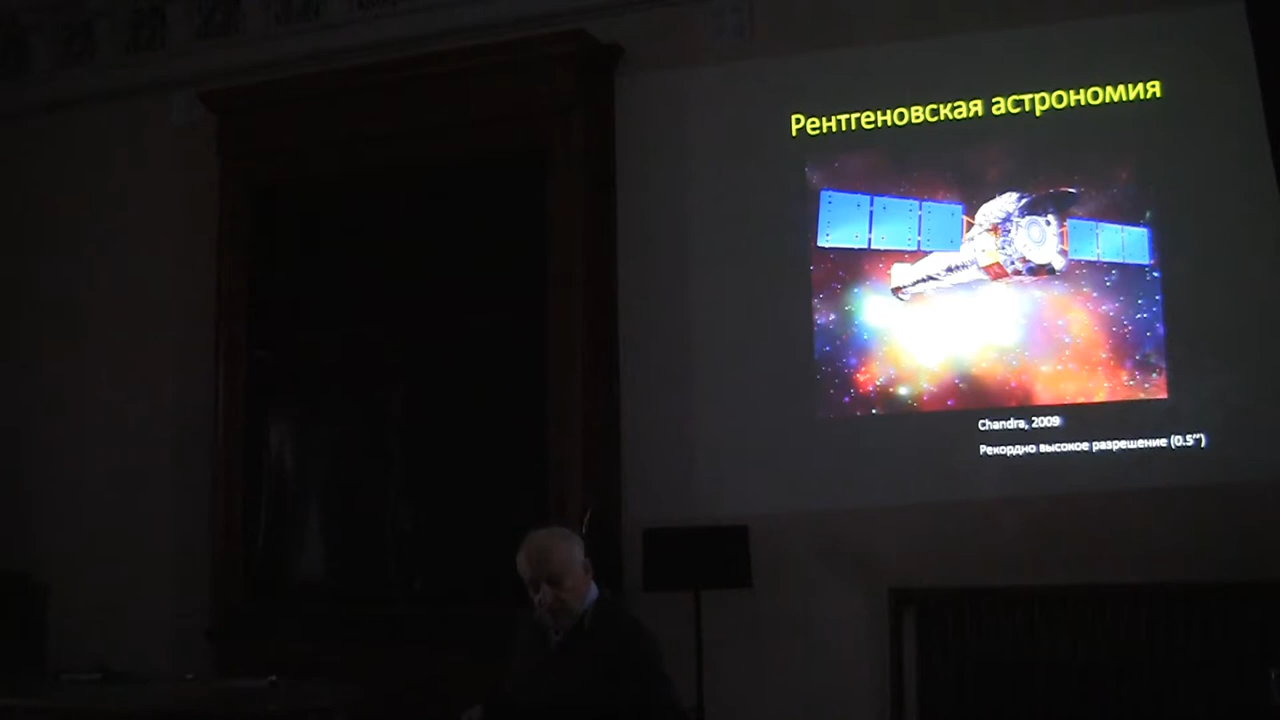 Рентгеновская астрономия
Chandra, 2009
Рекордно высокое разрешение (0.5’’)